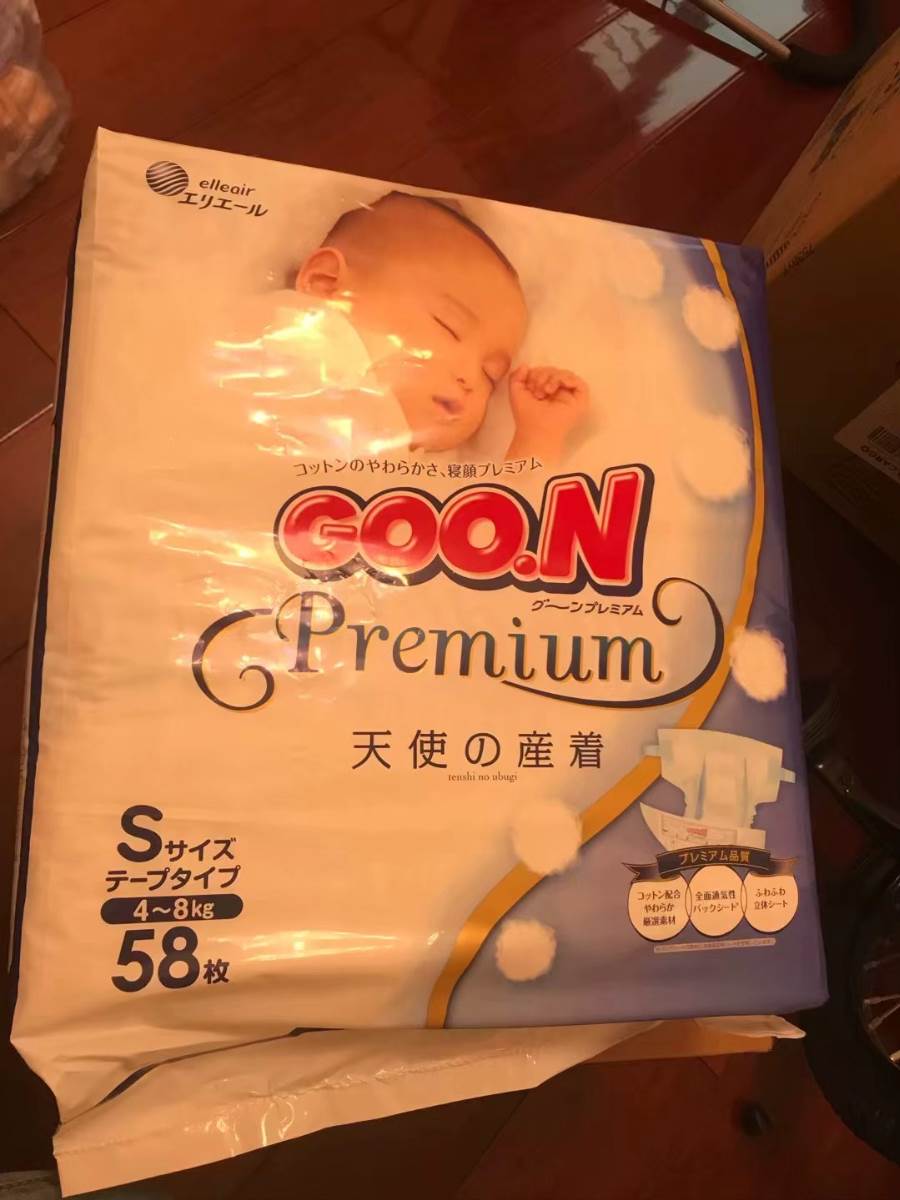 elleair
エリエール
コットンのやわらかさ、寝顔プレミアム
GOO.N
グ〜ンプレミアム
Premium
天使の産着
tenshi no ubugi
Sサイズ
テープタイプ
4〜8kg
58枚
プレミアム品質
コットン配合
やわらか
厳選素材
全面通気性
バックシート
ふわふわ
立体シート
CARGO